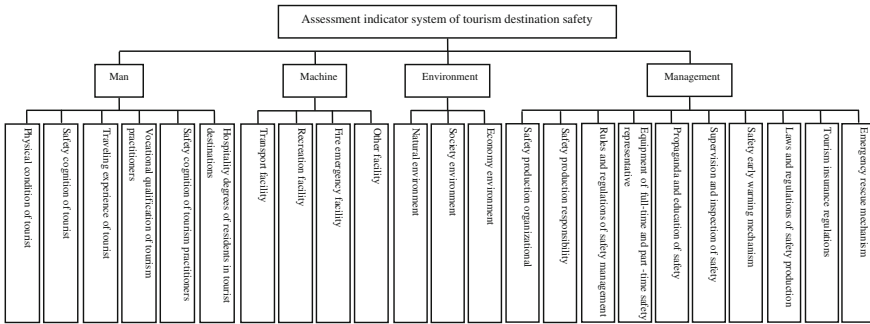 Assessment indicator system of tourism destination safety
Man
Machine
Environment
Management
Physical condition of tourist
Safety cognition of tourist
Traveling experience of tourist
Vocational qualification of tourism
practitioners
Safety cognition of tourism practitioners
Hospitality degrees of residents in tourist
destinations
Transport facility
Recreation facility
Fire emergency facility
Other facility
Natural environment
Society environment
Economy environment
Safety production organizational
Safety production responsibility
Rules and regulations of safety management
Equipment of full-time and part -time safety
representative
Propaganda and education of safety
Supervision and inspection of safety
Safety early warning mechanism
Laws and regulations of safety production
Tourism insurance regulations
Emergency rescue mechanism